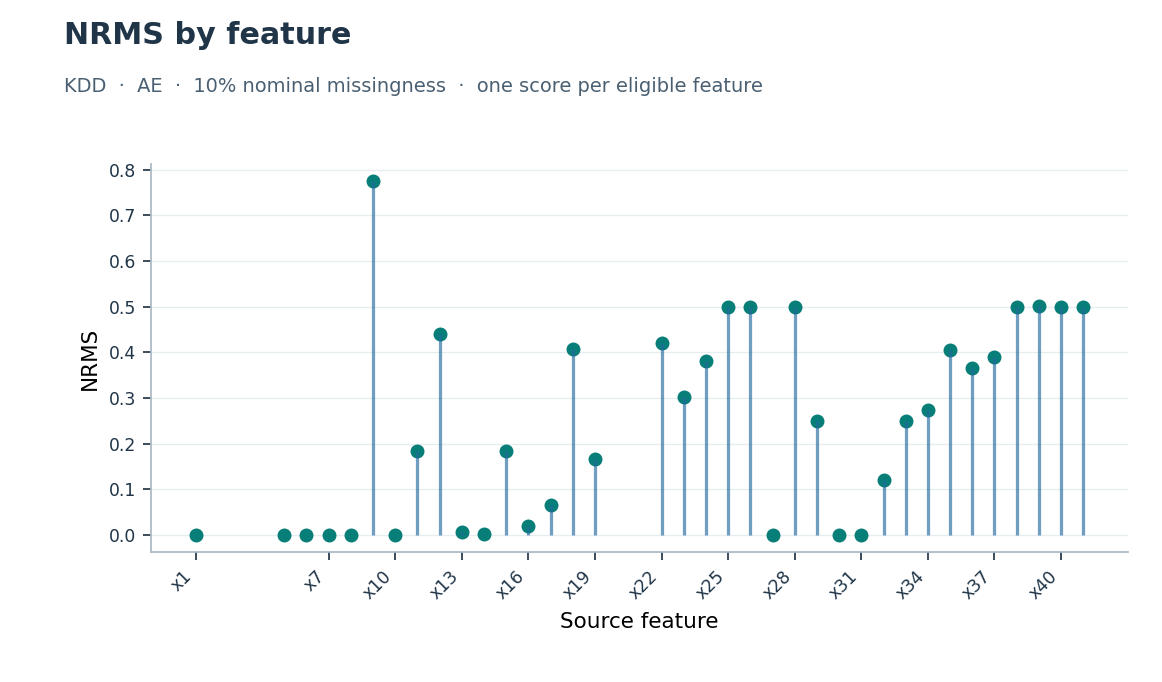 NRMS by feature
KDD · AE · 10% nominal missingness · one score per eligible feature
0.8
0.7
0.6
0.5
0.4
0.3
0.2
0.1
0.0
NRMS
x1 x7 x10 x13 x16 x19 x22 x25 x28 x31 x34 x37 x40
Source feature